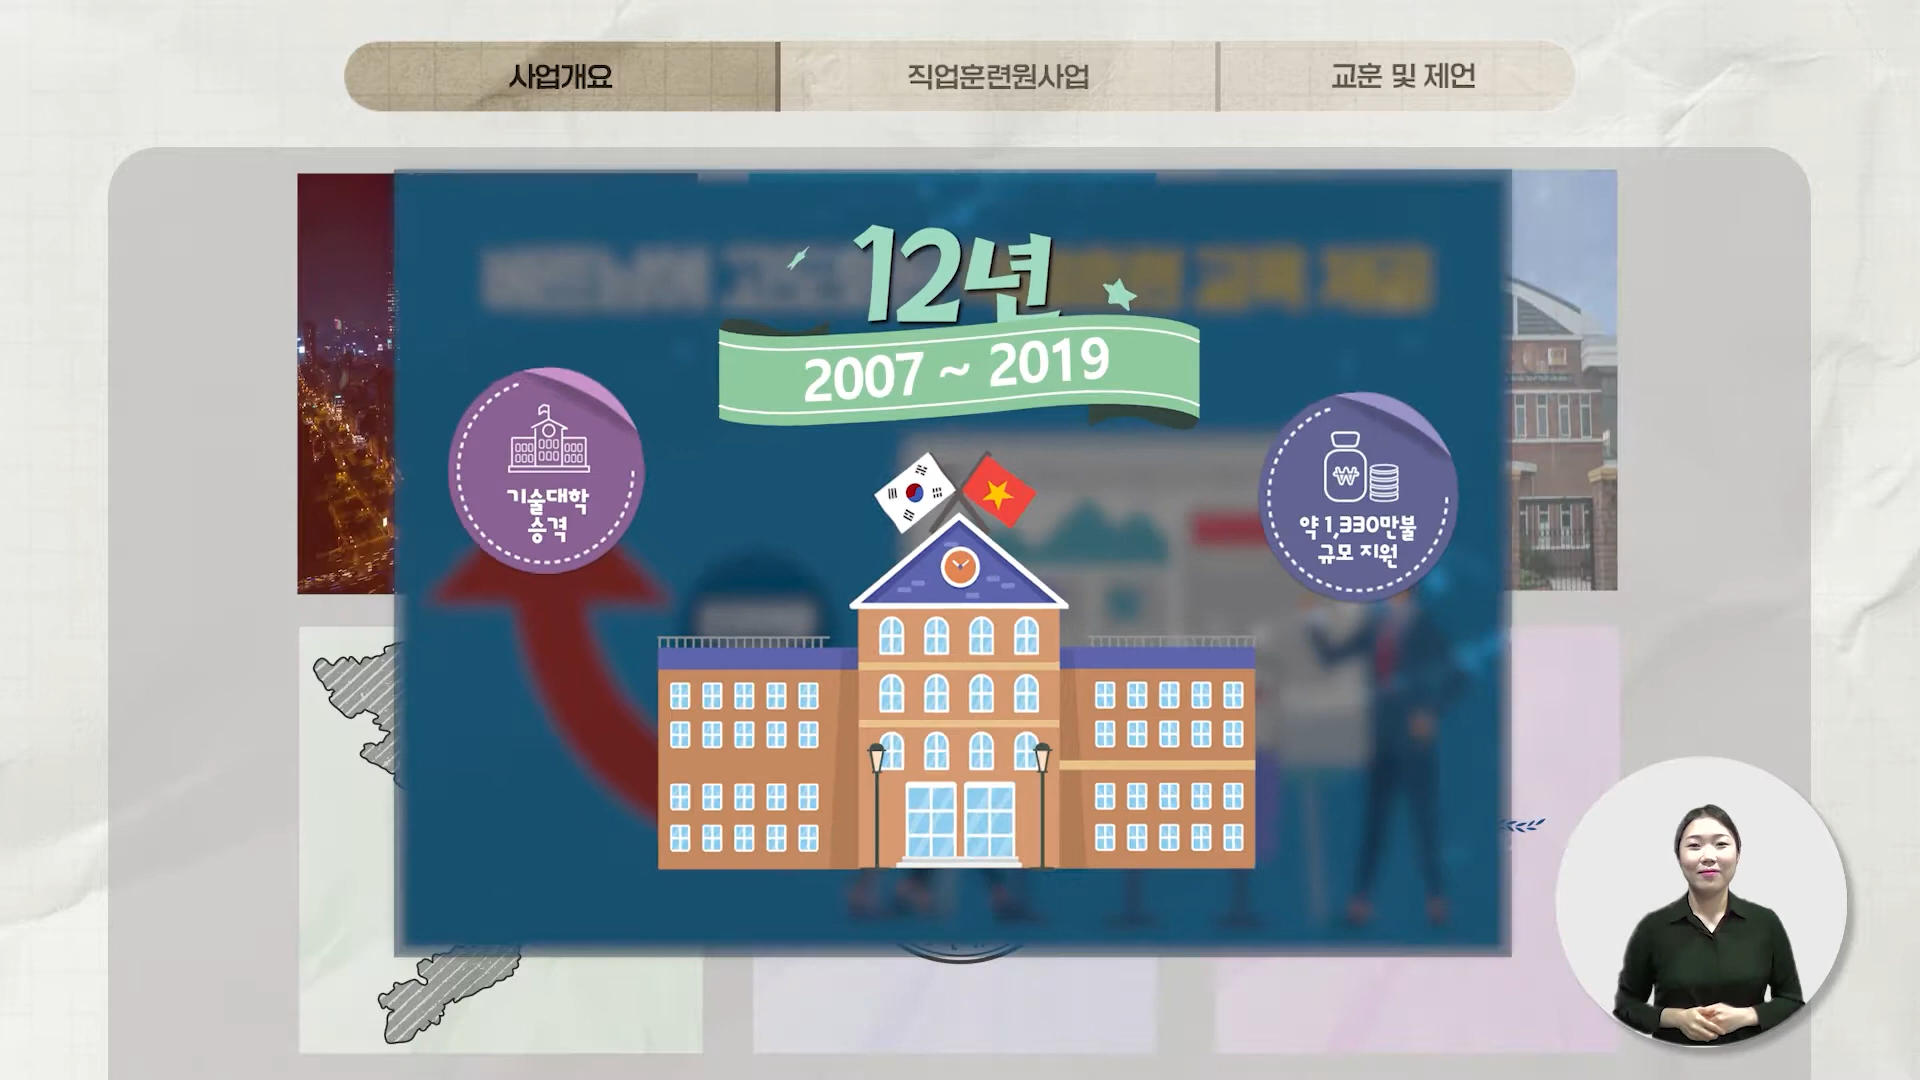 사업개요
직업훈련원사업
교훈 및 제언
12년
2007 ~ 2019
기술대학
승격
약 1,330만불
규모 지원